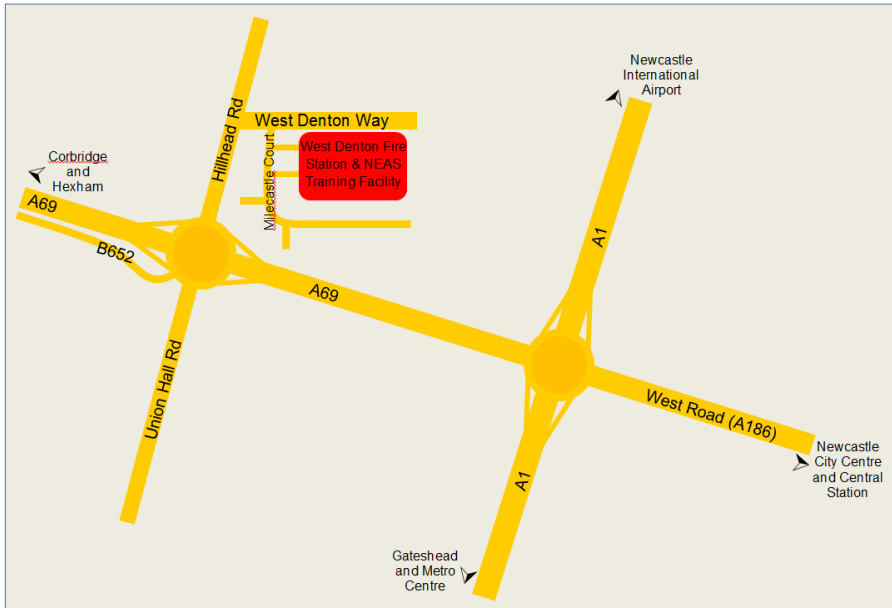 Newcastle
International
Airport
Hillhead Rd
West Denton Way
West Denton Fire
Station & NEAS
Training Facility
Milecastle Court
Corbridge
and
Hexham
A69
B652
A1
A69
Union Hall Rd
West Road (A186)
Newcastle
City Centre
and Central
Station
A1
Gateshead
and Metro
Centre